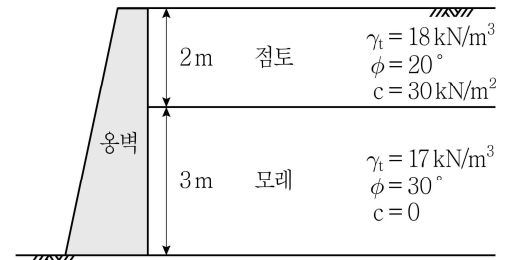 2 m 점토 γt = 18 kN/m³
ϕ = 20°
c = 30 kN/m²
옹벽
3 m 모레 γt = 17 kN/m³
ϕ = 30°
c = 0